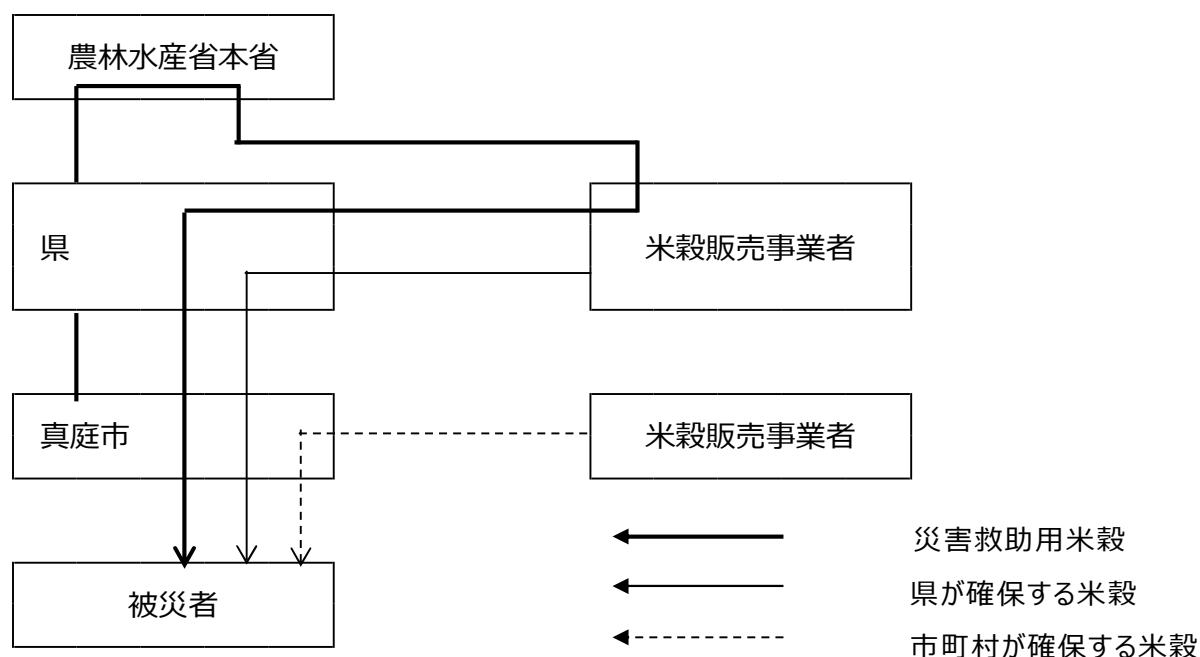 農林水産省本省
県
米穀販売事業者
真庭市
米穀販売事業者
災害救助用米穀
県が確保する米穀
被災者
市町村が確保する米穀